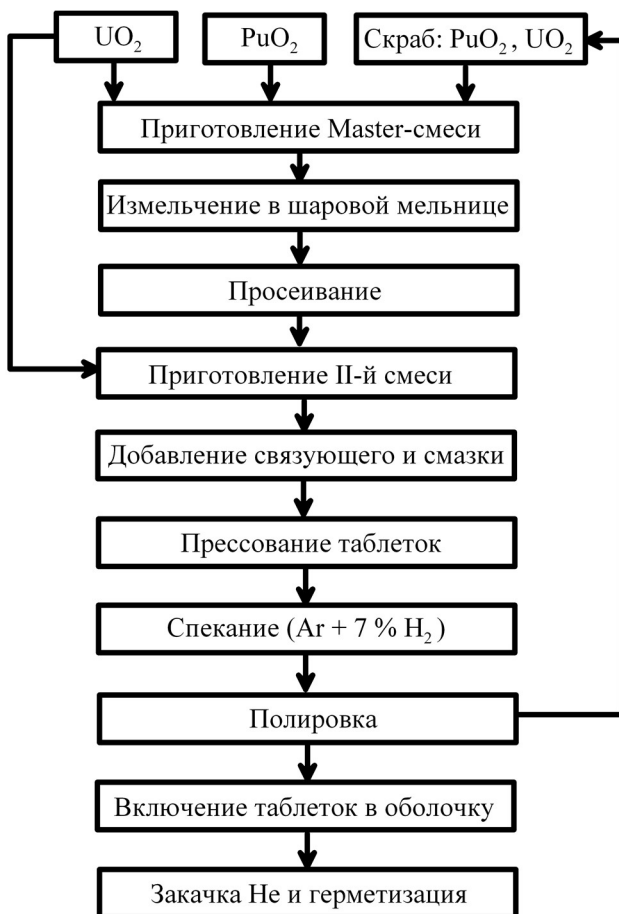 UO₂
PuO₂
Скраб: PuO₂, UO₂
Приготовление Master-смеси
Измельчение в шаровой мельнице
Просеивание
Приготовление II-й смеси
Добавление связующего и смазки
Прессование таблеток
Спекание (Ar + 7 % H₂)
Полировка
Включение таблеток в оболочку
Закачка He и герметизация